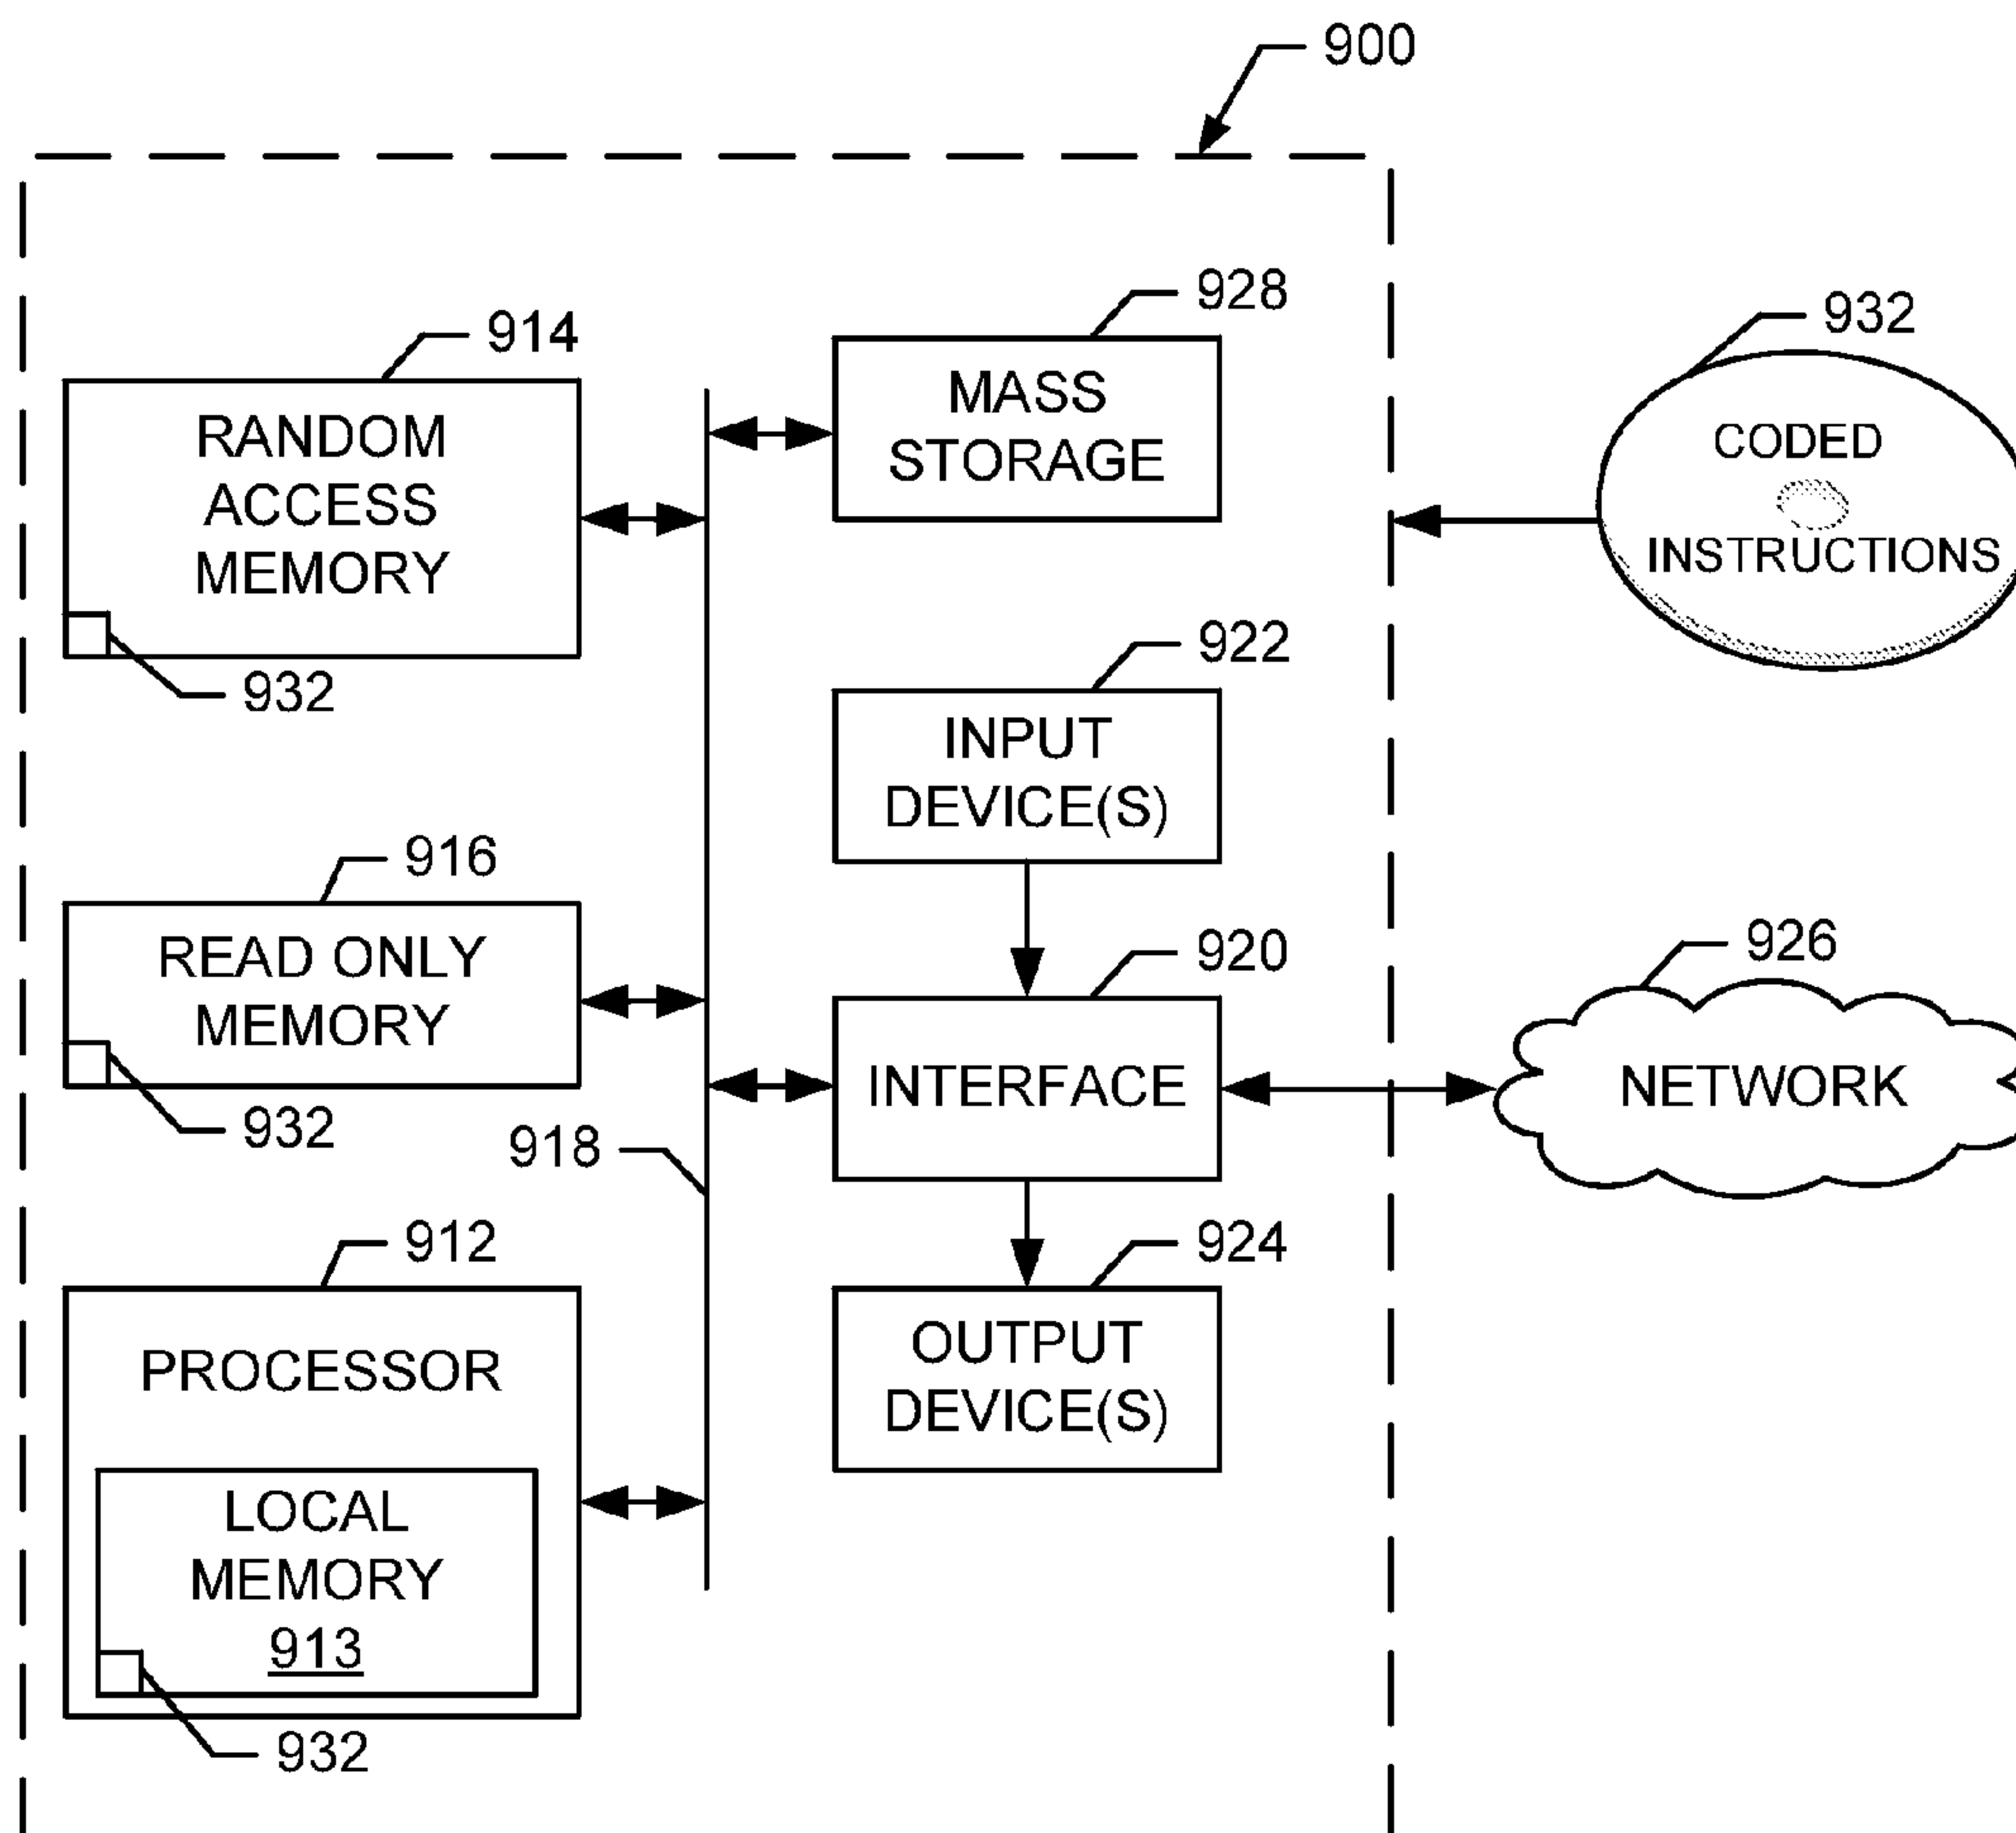 900
928
MASS
STORAGE
932
CODED
INSTRUCTIONS
914
RANDOM
ACCESS
MEMORY
932
922
INPUT
DEVICE(S)
916
READ ONLY
MEMORY
932
920
INTERFACE
926
NETWORK
918
912
PROCESSOR
LOCAL
MEMORY
913
932
924
OUTPUT
DEVICE(S)